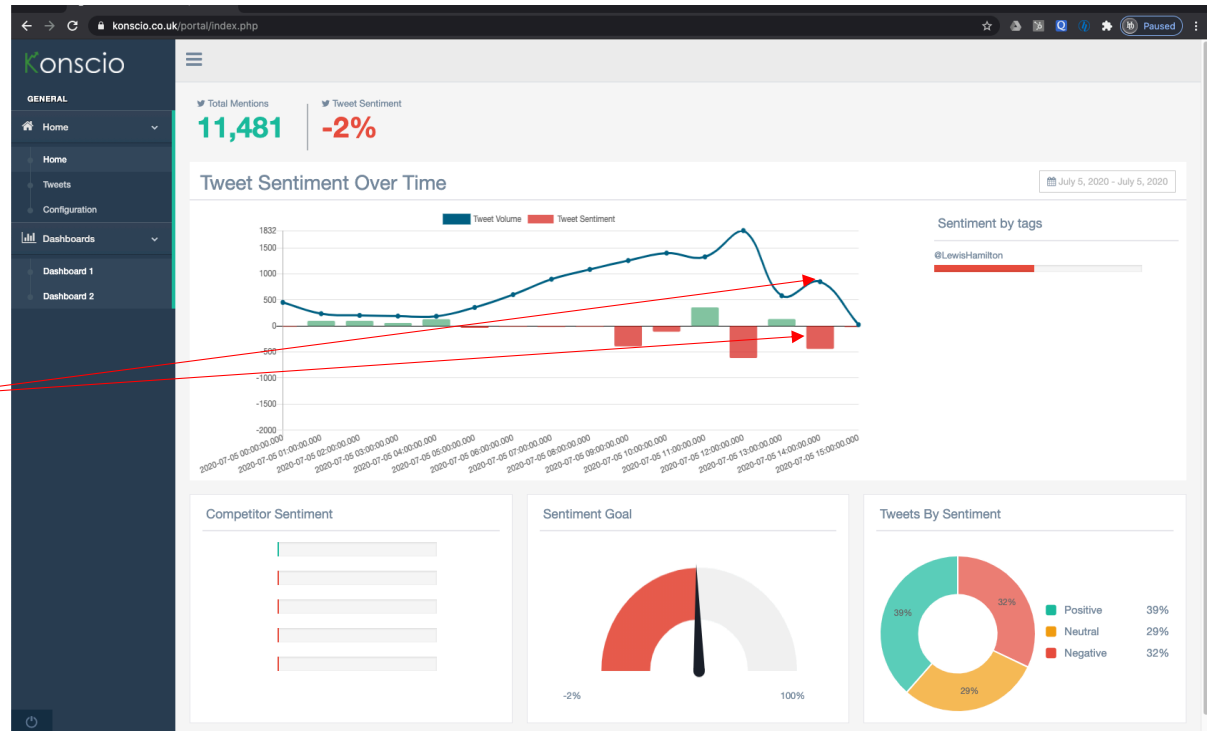 konscio.co.uk/portal/index.php
Paused
Konscio
GENERAL
Home
Home
Tweets
Configuration
Dashboards
Dashboard 1
Dashboard 2
Total Mentions
11,481
Tweet Sentiment
-2%
Tweet Sentiment Over Time
July 5, 2020 - July 5, 2020
Tweet Volume
Tweet Sentiment
1832
1500
1000
500
0
-500
-1000
-1500
-2000
2020-07-05 00:00:00.000
2020-07-05 01:00:00.000
2020-07-05 02:00:00.000
2020-07-05 03:00:00.000
2020-07-05 04:00:00.000
2020-07-05 05:00:00.000
2020-07-05 06:00:00.000
2020-07-05 07:00:00.000
2020-07-05 08:00:00.000
2020-07-05 09:00:00.000
2020-07-05 10:00:00.000
2020-07-05 11:00:00.000
2020-07-05 12:00:00.000
2020-07-05 13:00:00.000
2020-07-05 14:00:00.000
2020-07-05 15:00:00.000
Sentiment by tags
@LewisHamilton
Competitor Sentiment
Sentiment Goal
-2%
100%
Tweets By Sentiment
39%
32%
29%
Positive 39%
Neutral 29%
Negative 32%